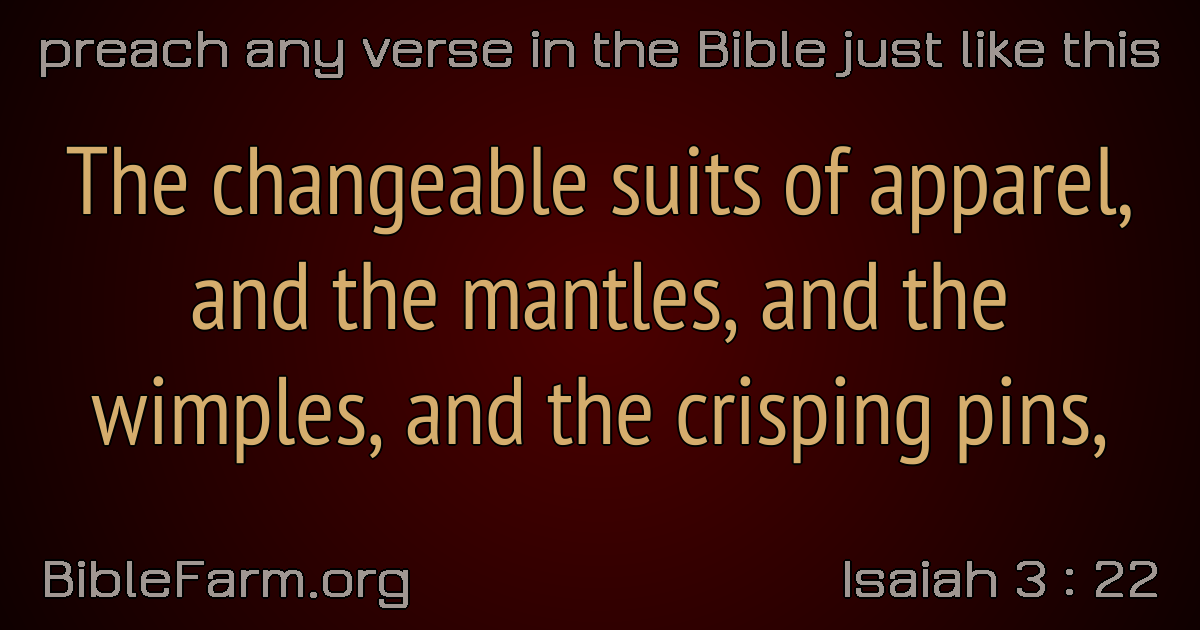 preach any verse in the Bible just like this
The changeable suits of apparel,
and the mantles, and the
wimples, and the crisping pins,
BibleFarm.org
Isaiah 3 : 22